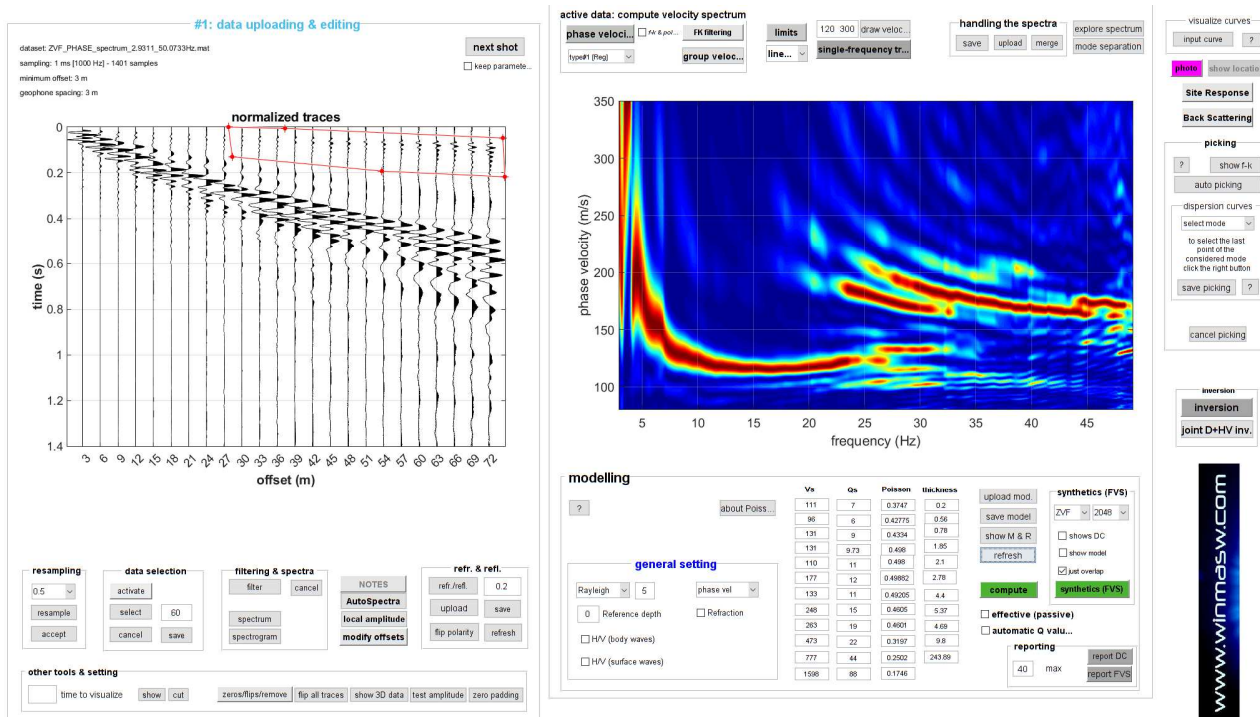 #1: data uploading & editing
dataset: ZVF_PHASE_spectrum_2.9311_50.0733Hz.mat
sampling: 1 ms [1000 Hz] - 1401 samples
minimum offset: 3 m
geophone spacing: 3 m
next shot
keep paramete...
normalized traces
0
0.2
0.4
0.6
0.8
1
1.2
1.4
time (s)
3 6 9 12 15 18 21 24 27 30 33 36 39 42 45 48 51 54 57 60 63 66 69 72
offset (m)
resampling
0.5
resample
accept
data selection
activate
select 60
cancel save
filtering & spectra
filter cancel
spectrum
spectrogram
NOTES
AutoSpectra
local amplitude
modify offsets
refr. & refl.
refr./refl. 0.2
upload save
flip polarity refresh
other tools & setting
time to visualize show cut zeros/flips/remove flip all traces show 3D data test amplitude zero padding
active data: compute velocity spectrum
phase veloci... f-k & pol... FK filtering
type#1 [Reg] group veloc...
limits 120 300 draw veloc...
line... single-frequency tr...
handling the spectra
save upload merge
explore spectrum
mode separation
350
300
250
200
150
100
phase velocity (m/s)
5 10 15 20 25 30 35 40 45
frequency (Hz)
modelling
? about Poiss...
general setting
Rayleigh 5 phase vel
0 Reference depth Refraction
H/V (body waves)
H/V (surface waves)
Vs Qs Poisson thickness
111 7 0.3747 0.2
96 6 0.42775 0.56
131 9 0.4334 0.78
131 9.73 0.498 1.85
110 11 0.498 2.1
177 12 0.49882 2.78
133 11 0.49205 4.4
248 15 0.4605 5.37
263 19 0.4601 4.69
473 22 0.3197 9.8
777 44 0.2502 243.89
1598 88 0.1746
upload mod.
save model
show M & R
refresh
compute
synthetics (FVS)
ZVF 2048
shows DC
show model
just overlap
synthetics (FVS)
effective (passive)
automatic Q valu...
reporting
40 max report DC
report FVS
visualize curves
input curve ?
photo show locatio
Site Response
Back Scattering
picking
? show f-k
auto picking
dispersion curves
select mode
to select the last
point of the
considered mode
click the right button
save picking ?
cancel picking
inversion
inversion
joint D+HV inv.
www.winmasw.com